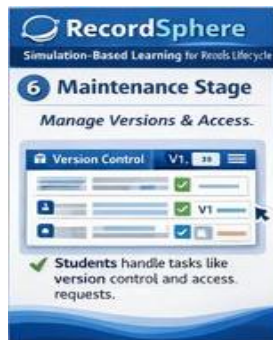 RecordSphere
Simulation-Based Learning for Recels Lifecycle
6 Maintenance Stage
Manage Versions & Access.
Version Control V1,
V1
Students handle tasks like
version control and access
requests.